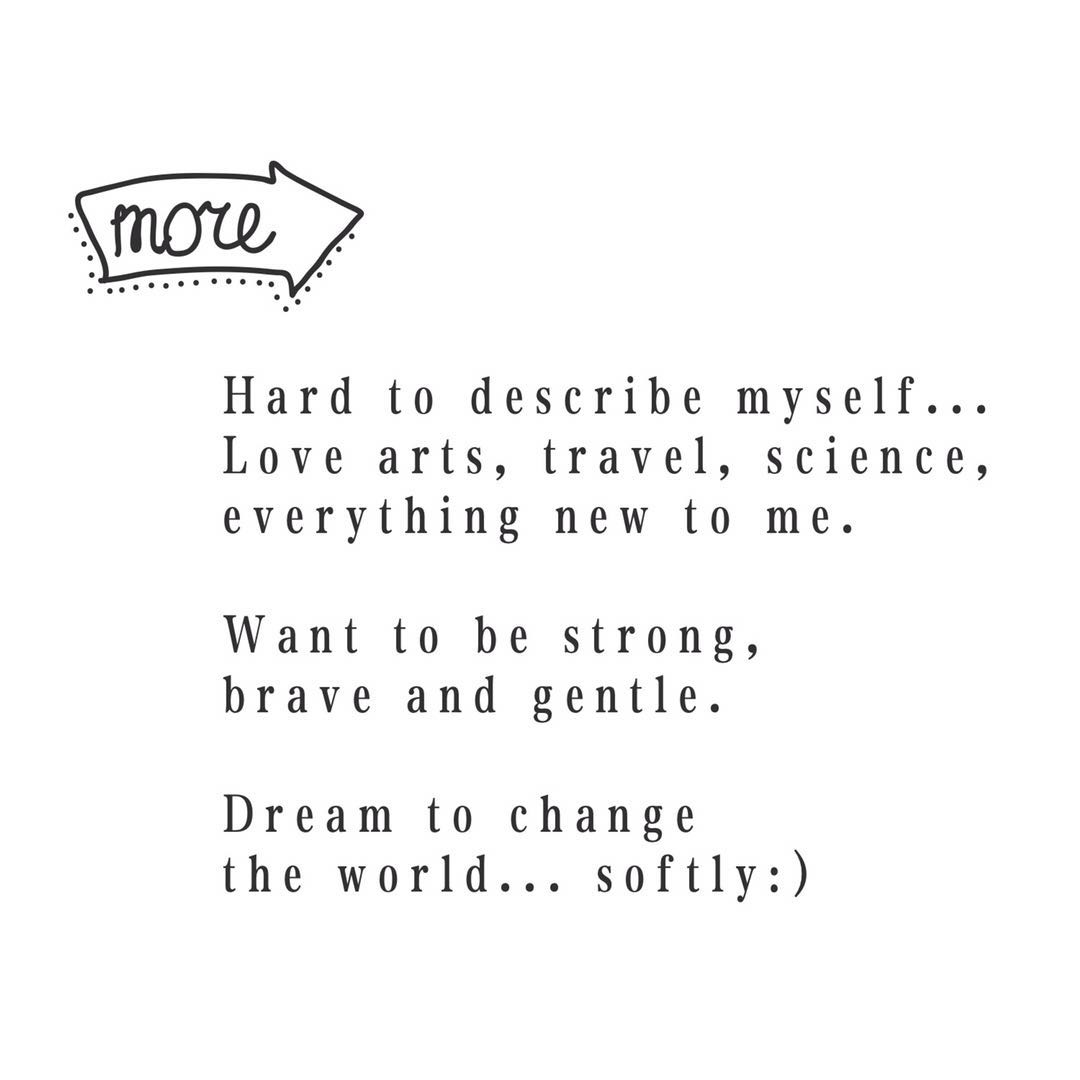 more
Hard to describe myself...
Love arts, travel, science,
everything new to me.
Want to be strong,
brave and gentle.
Dream to change
the world... softly:)